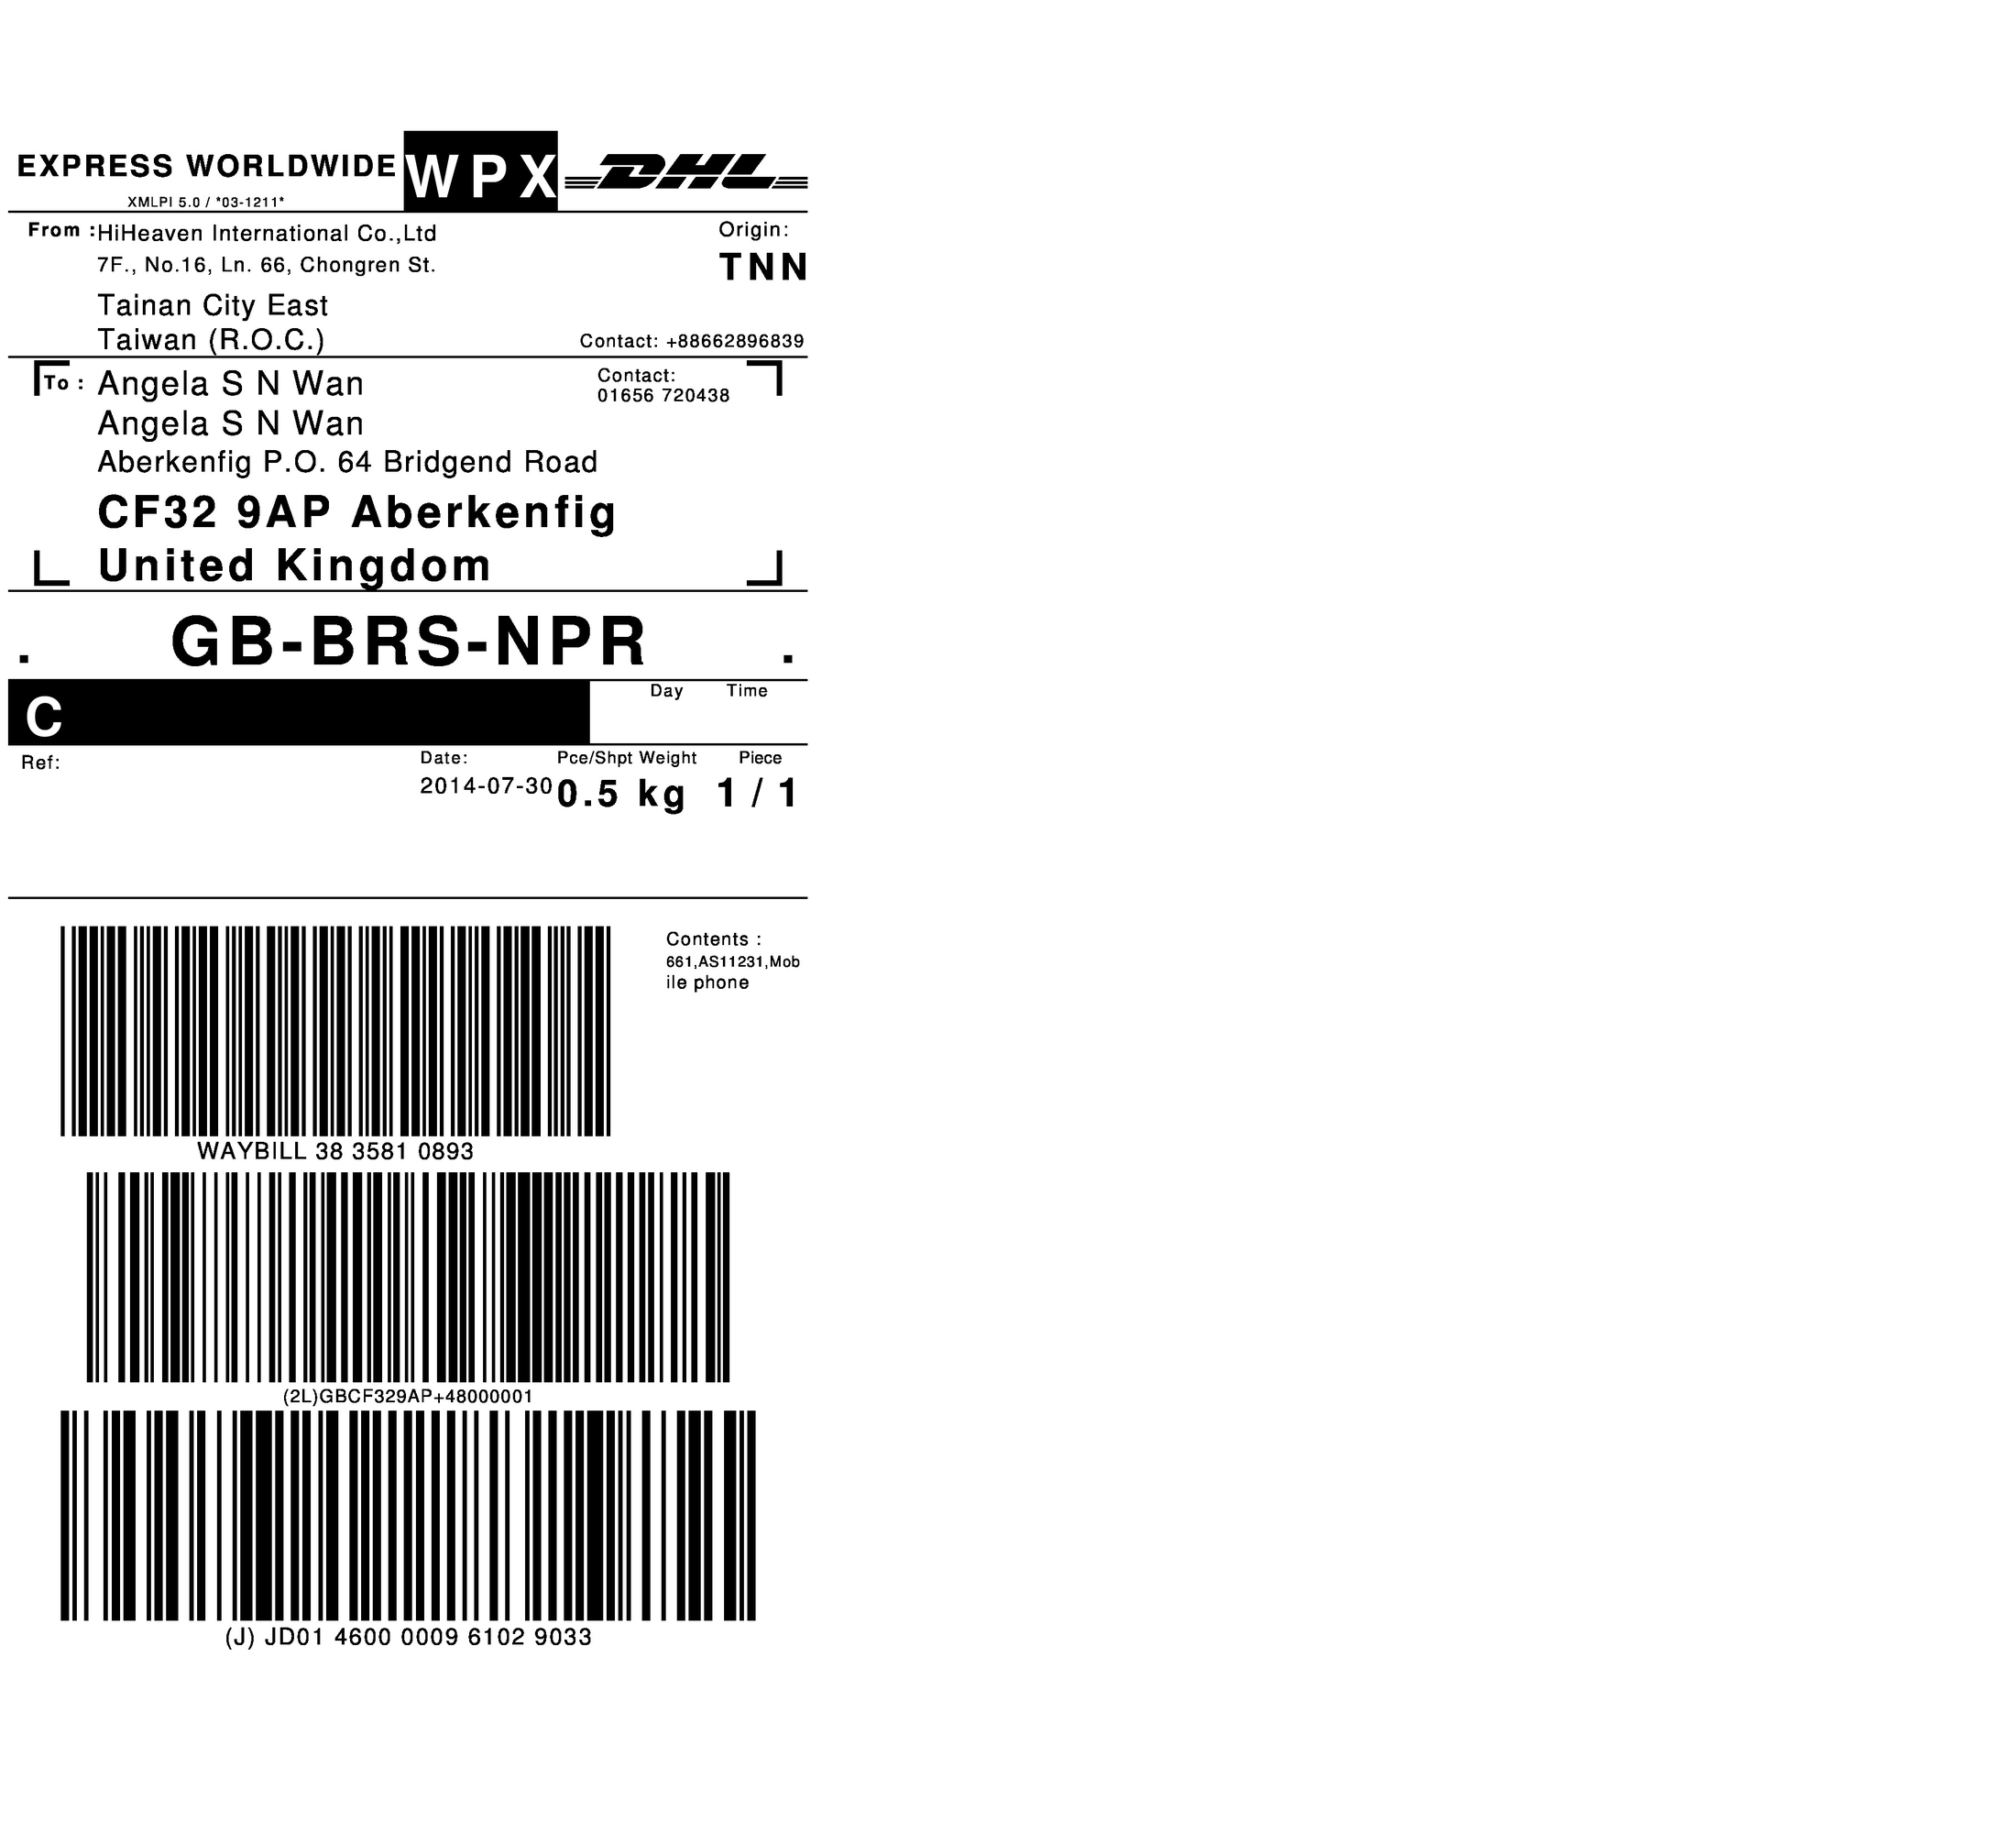 EXPRESS WORLDWIDE WPX DHL
XMLPI 5.0 / *03-1211*
From : HiHeaven International Co.,Ltd
Origin:
7F., No.16, Ln. 66, Chongren St.
TNN
Tainan City East
Taiwan (R.O.C.)
Contact: +88662896839
To : Angela S N Wan
Contact:
01656 720438
Angela S N Wan
Aberkenfig P.O. 64 Bridgend Road
CF32 9AP Aberkenfig
United Kingdom
. GB-BRS-NPR .
C
Day Time
Ref:
Date: Pce/Shpt Weight Piece
2014-07-30 0.5 kg 1 / 1
Contents :
661,AS11231,Mob
ile phone
WAYBILL 38 3581 0893
(2L)GBCF329AP+48000001
(J) JD01 4600 0009 6102 9033